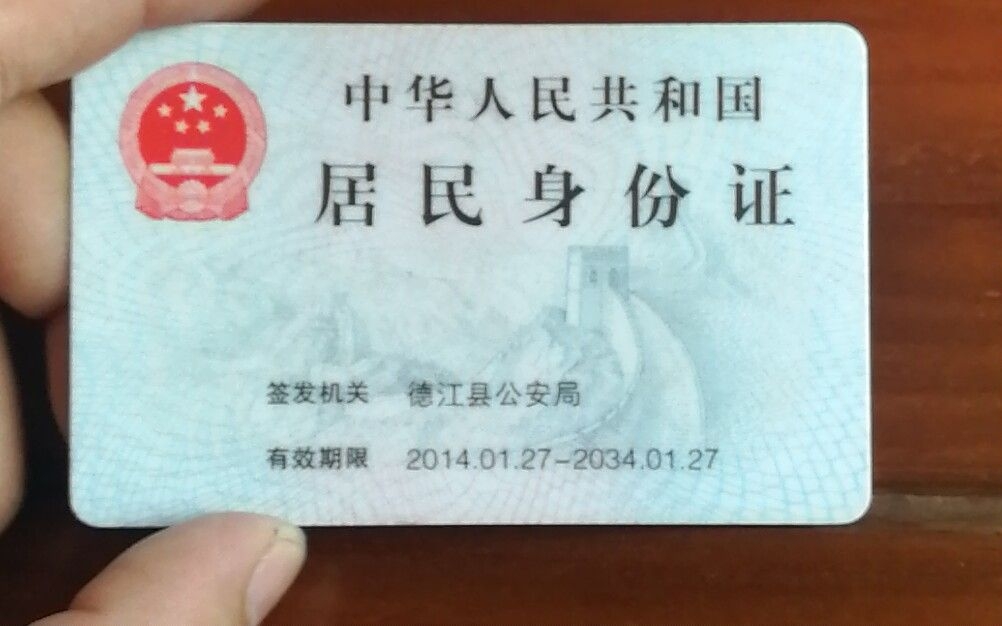 中华人民共和国
居民身份证
签发机关 德江县公安局
有效期限 2014.01.27-2034.01.27